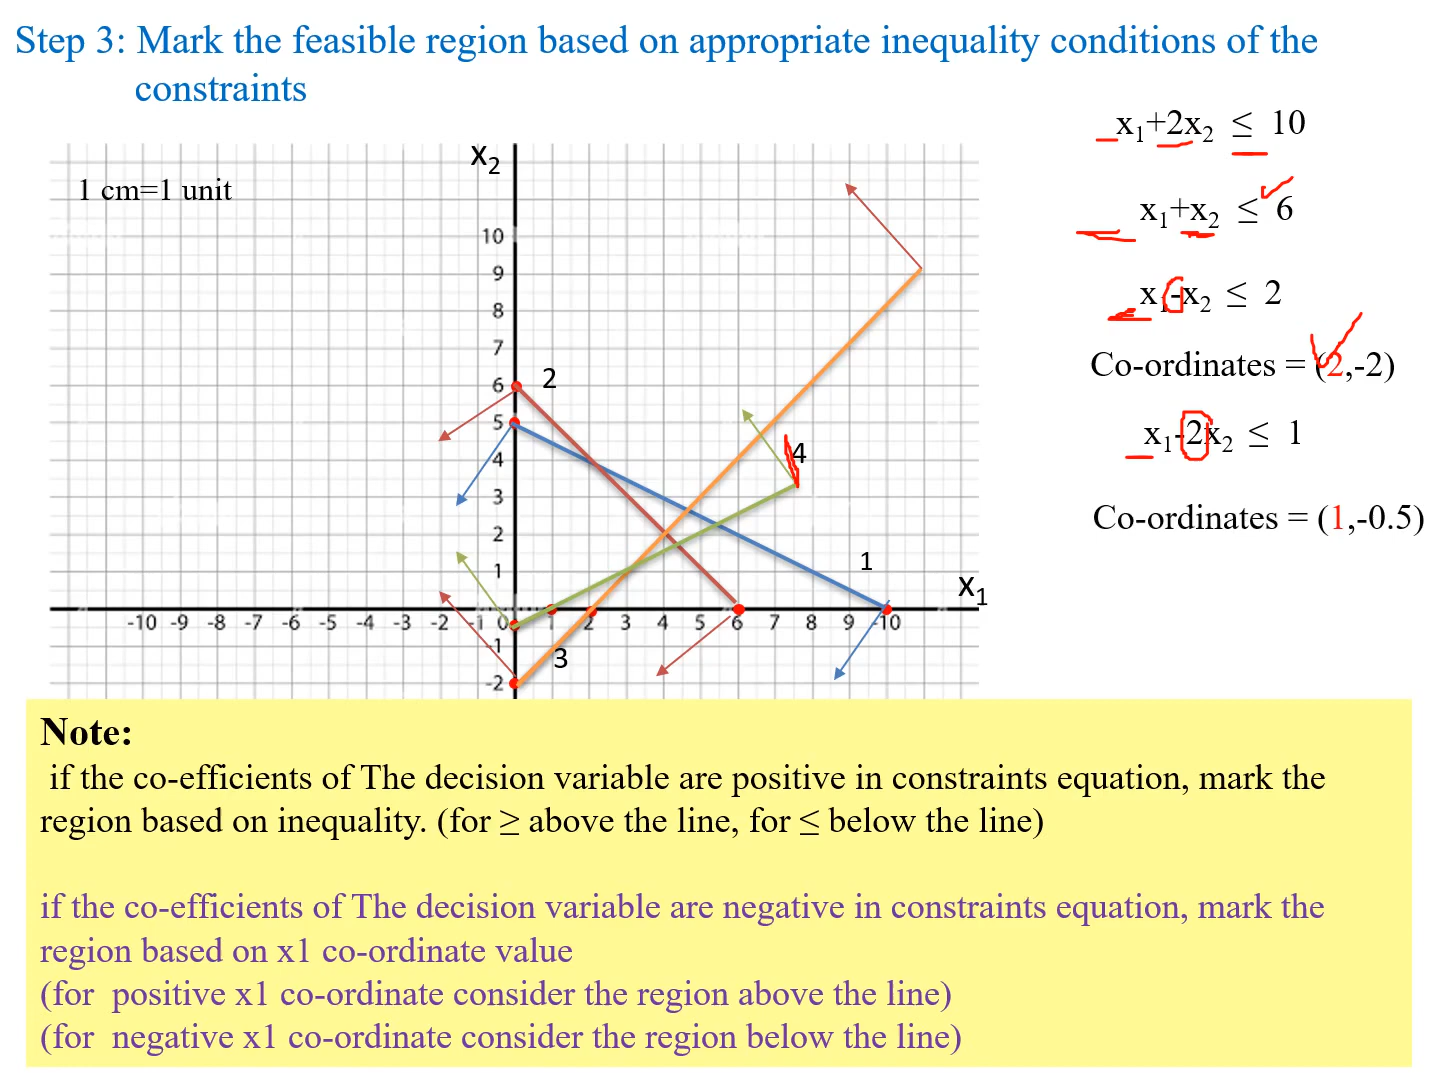 Step 3: Mark the feasible region based on appropriate inequality conditions of the
constraints
x₁+2x₂ ≤ 10
x₁+x₂ ≤ 6
x₁-x₂ ≤ 2
Co-ordinates = (2,-2)
x₁-2x₂ ≤ 1
Co-ordinates = (1,-0.5)
1 cm=1 unit
x₂
10
9
8
7
6
2
5
4
4
3
2
1
1
x₁
-10 -9 -8 -7 -6 -5 -4 -3 -2 -1 0 1 2 3 4 5 6 7 8 9 10
-1
3
-2
Note:
if the co-efficients of The decision variable are positive in constraints equation, mark the
region based on inequality. (for ≥ above the line, for ≤ below the line)
if the co-efficients of The decision variable are negative in constraints equation, mark the
region based on x1 co-ordinate value
(for positive x1 co-ordinate consider the region above the line)
(for negative x1 co-ordinate consider the region below the line)